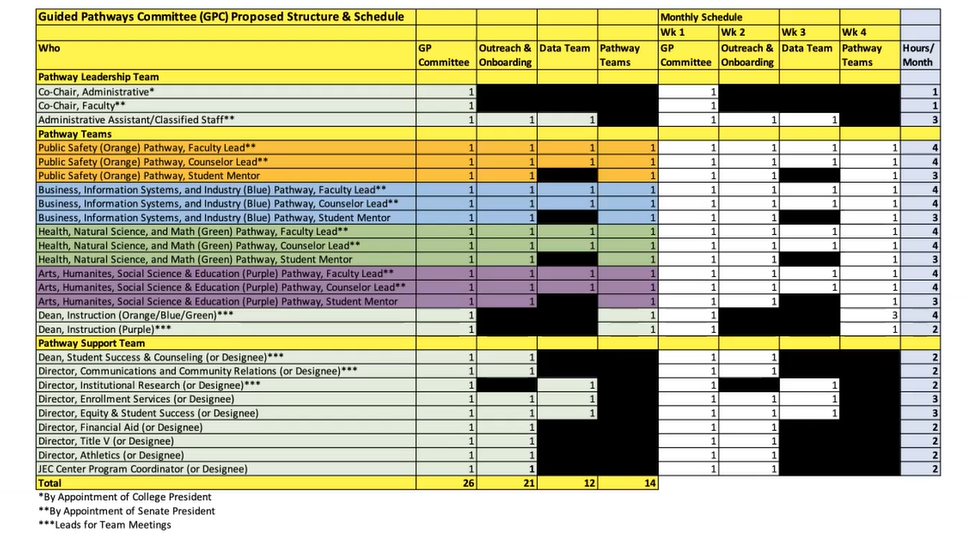 Guided Pathways Committee (GPC) Proposed Structure & Schedule Monthly Schedule
Wk 1 Wk 2 Wk 3 Wk 4
Who GP Committee Outreach & Onboarding Data Team Pathway Teams GP Committee Outreach & Onboarding Data Team Pathway Teams Hours/ Month
Pathway Leadership Team
Co-Chair, Administrative* 1 1 1
Co-Chair, Faculty** 1 1 1
Administrative Assistant/Classified Staff** 1 1 1 1 1 1 3
Pathway Teams
Public Safety (Orange) Pathway, Faculty Lead** 1 1 1 1 1 1 1 1 4
Public Safety (Orange) Pathway, Counselor Lead** 1 1 1 1 1 1 1 1 4
Public Safety (Orange) Pathway, Student Mentor 1 1 1 1 1 1 3
Business, Information Systems, and Industry (Blue) Pathway, Faculty Lead** 1 1 1 1 1 1 1 1 4
Business, Information Systems, and Industry (Blue) Pathway, Counselor Lead** 1 1 1 1 1 1 1 1 4
Business, Information Systems, and Industry (Blue) Pathway, Student Mentor 1 1 1 1 1 1 3
Health, Natural Science, and Math (Green) Pathway, Faculty Lead** 1 1 1 1 1 1 1 1 4
Health, Natural Science, and Math (Green) Pathway, Counselor Lead** 1 1 1 1 1 1 1 1 4
Health, Natural Science, and Math (Green) Pathway, Student Mentor 1 1 1 1 1 1 3
Arts, Humanites, Social Science & Education (Purple) Pathway, Faculty Lead** 1 1 1 1 1 1 1 1 4
Arts, Humanites, Social Science & Education (Purple) Pathway, Counselor Lead** 1 1 1 1 1 1 1 1 4
Arts, Humanites, Social Science & Education (Purple) Pathway, Student Mentor 1 1 1 1 1 1 3
Dean, Instruction (Orange/Blue/Green)*** 1 1 1 3 4
Dean, Instruction (Purple)*** 1 1 1 1 2
Pathway Support Team
Dean, Student Success & Counseling (or Designee)*** 1 1 1 1 2
Director, Communications and Community Relations (or Designee)*** 1 1 1 1 2
Director, Institutional Research (or Designee)*** 1 1 1 1 2
Director, Enrollment Services (or Designee) 1 1 1 1 1 1 3
Director, Equity & Student Success (or Designee) 1 1 1 1 1 1 3
Director, Financial Aid (or Designee) 1 1 1 1 2
Director, Title V (or Designee) 1 1 1 1 2
Director, Athletics (or Designee) 1 1 1 1 2
JEC Center Program Coordinator (or Designee) 1 1 1 1 2
Total 26 21 12 14
*By Appointment of College President
**By Appointment of Senate President
***Leads for Team Meetings